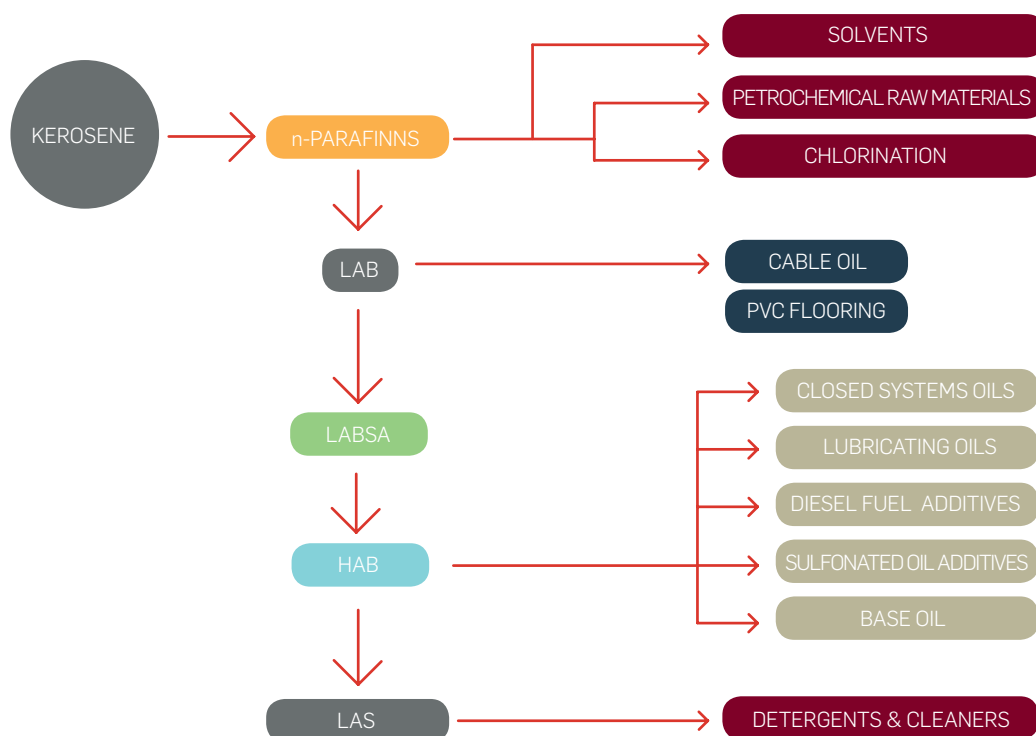 SOLVENTS
KEROSENE
n-PARAFINNS
PETROCHEMICAL RAW MATERIALS
CHLORINATION
LAB
CABLE OIL
PVC FLOORING
LABSA
CLOSED SYSTEMS OILS
LUBRICATING OILS
DIESEL FUEL ADDITIVES
HAB
SULFONATED OIL ADDITIVES
BASE OIL
LAS
DETERGENTS & CLEANERS